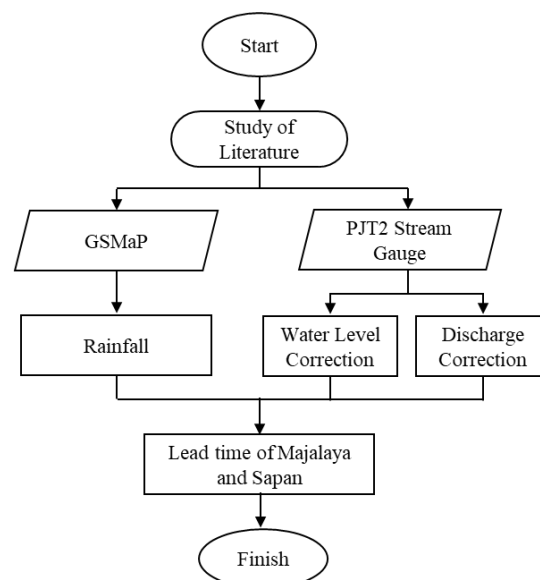 Start
Study of
Literature
GSMaP
PJT2 Stream
Gauge
Rainfall
Water Level
Correction
Discharge
Correction
Lead time of Majalaya
and Sapan
Finish